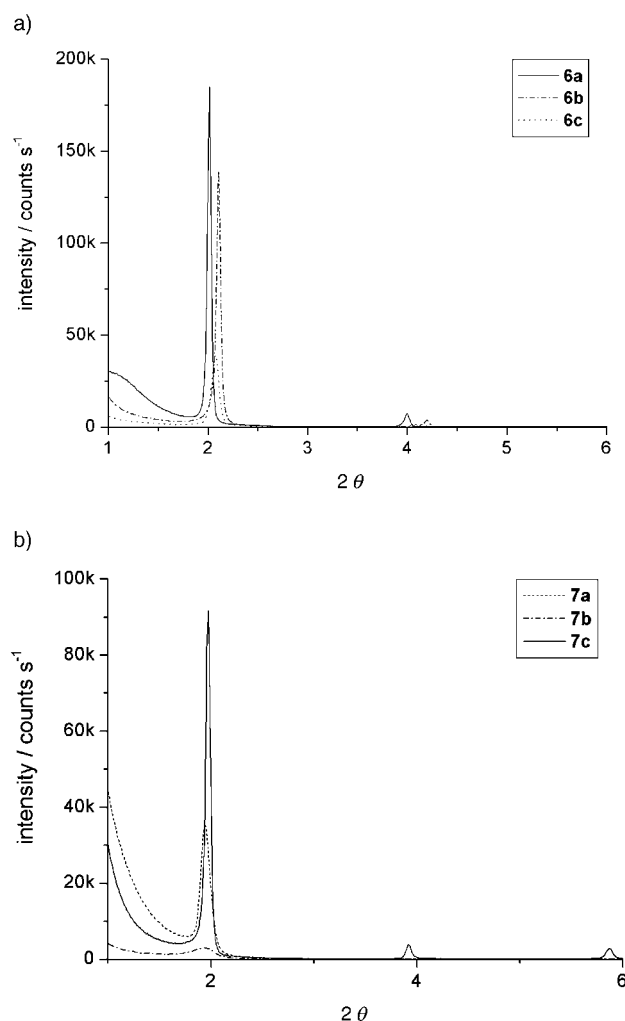 a)
200k
150k
100k
50k
0
intensity / counts s⁻¹
1 2 3 4 5 6
2 θ
6a
6b
6c
b)
100k
80k
60k
40k
20k
0
intensity / counts s⁻¹
2 4 6
2 θ
7a
7b
7c